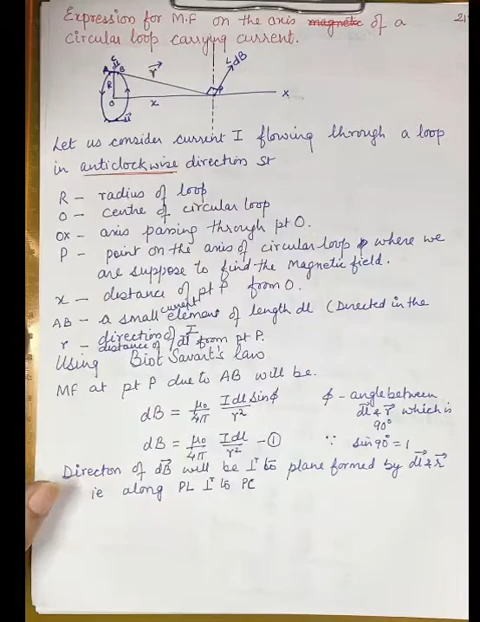 Expression for M.F on the axis magnetic of a 21
circular loop carrying current.
dl
A B
R
O
r
x
L dB
X
dl
Let us consider current I flowing through a loop
in anticlockwise direction st
R – radius of loop
O – centre of circular loop
OX – axis passing through pt O.
P – point on the axis of circular loop where we
are suppose to find the Magnetic field.
x – distance of pt P from O.
AB – a small current element of length dl (Directed in the
direction of I
r – distance of dl from pt P.
Using Biot Savart's law
MF at pt P due to AB will be.
dB = μ₀/4π Idl sinϕ/r² ϕ – angle between
dl & r which is
90°
dB = μ₀/4π Idl/r² – ① ∵ sin 90° = 1
Direction of dB will be ⊥ʳ to plane formed by dl & r
ie along PL ⊥ʳ to PC